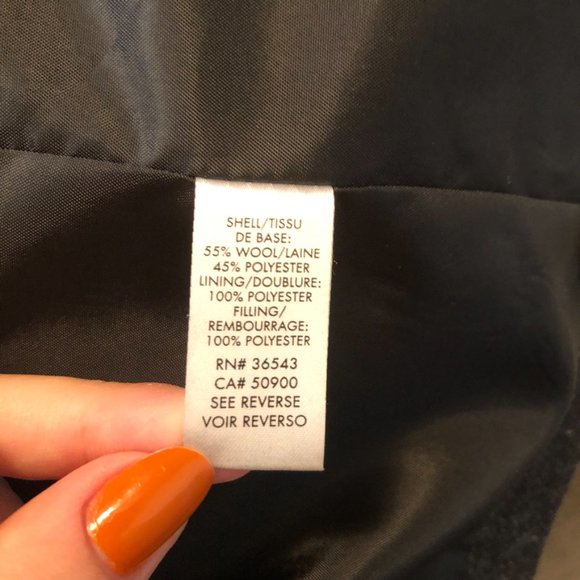 SHELL/TISSU
DE BASE:
55% WOOL/LAINE
45% POLYESTER
LINING/DOUBLURE:
100% POLYESTER
FILLING/
REMBOURRAGE:
100% POLYESTER
RN# 36543
CA# 50900
SEE REVERSE
VOIR REVERSO